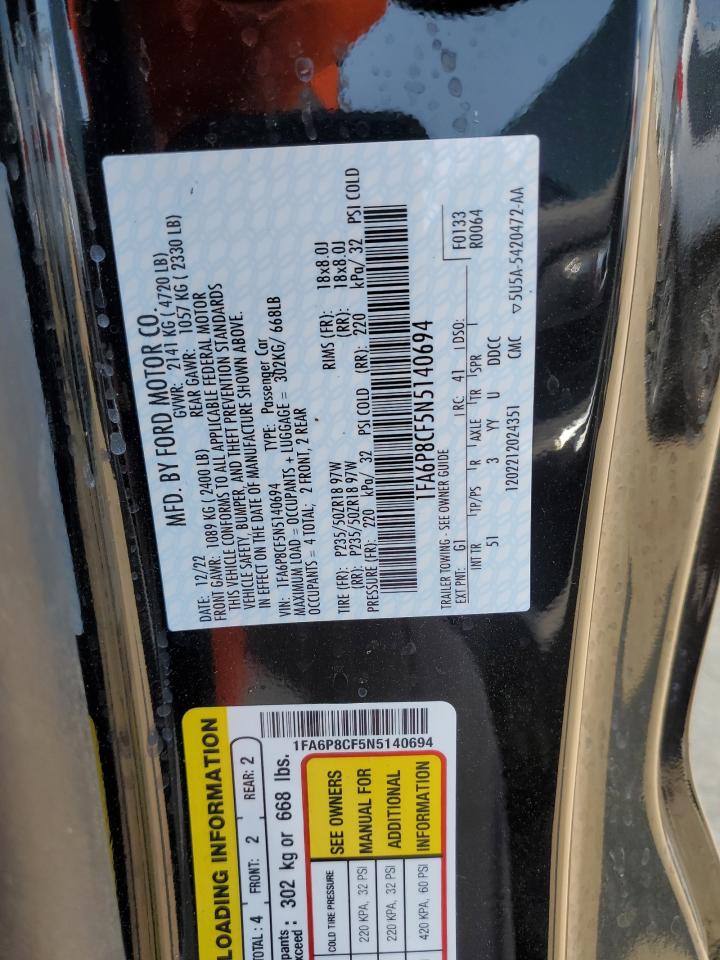 MFD. BY FORD MOTOR CO.
DATE: 12/22 GVWR: 2141 KG ( 4720 LB)
FRONT GAWR: 1089 KG ( 2400 LB) REAR GAWR: 1057 KG ( 2330 LB)
THIS VEHICLE CONFORMS TO ALL APPLICABLE FEDERAL MOTOR
VEHICLE SAFETY, BUMPER, AND THEFT PREVENTION STANDARDS
IN EFFECT ON THE DATE OF MANUFACTURE SHOWN ABOVE.
VIN: 1FA6P8CF5N5140694 TYPE: Passenger Car
MAXIMUM LOAD = OCCUPANTS + LUGGAGE = 302KG/ 668LB
OCCUPANTS = 4 TOTAL; 2 FRONT, 2 REAR
TIRE (FR): P235/50ZR18 97W RIMS (FR): 18x8.0J
(RR): P235/50ZR18 97W (RR): 18x8.0J
PRESSURE (FR): 220 kPa/ 32 PSI COLD (RR): 220 kPa/ 32 PSI COLD
1FA6P8CF5N5140694
TRAILER TOWING - SEE OWNER GUIDE
EXT PNT: G1 RC: 41 DSO: F0133
R0064
INT TR TP/PS R AXLE TR SPR
51 3 YY U DDCC
1202212024351 CMC ▽5U5A-5420472-AA
LOADING INFORMATION
TOTAL: 4 FRONT: 2 REAR: 2
pants
exceed : 302 kg or 668 lbs.
1FA6P8CF5N5140694
COLD TIRE PRESSURE
220 KPA, 32 PSI
220 KPA, 32 PSI
420 KPA, 60 PSI
SEE OWNERS
MANUAL FOR
ADDITIONAL
INFORMATION